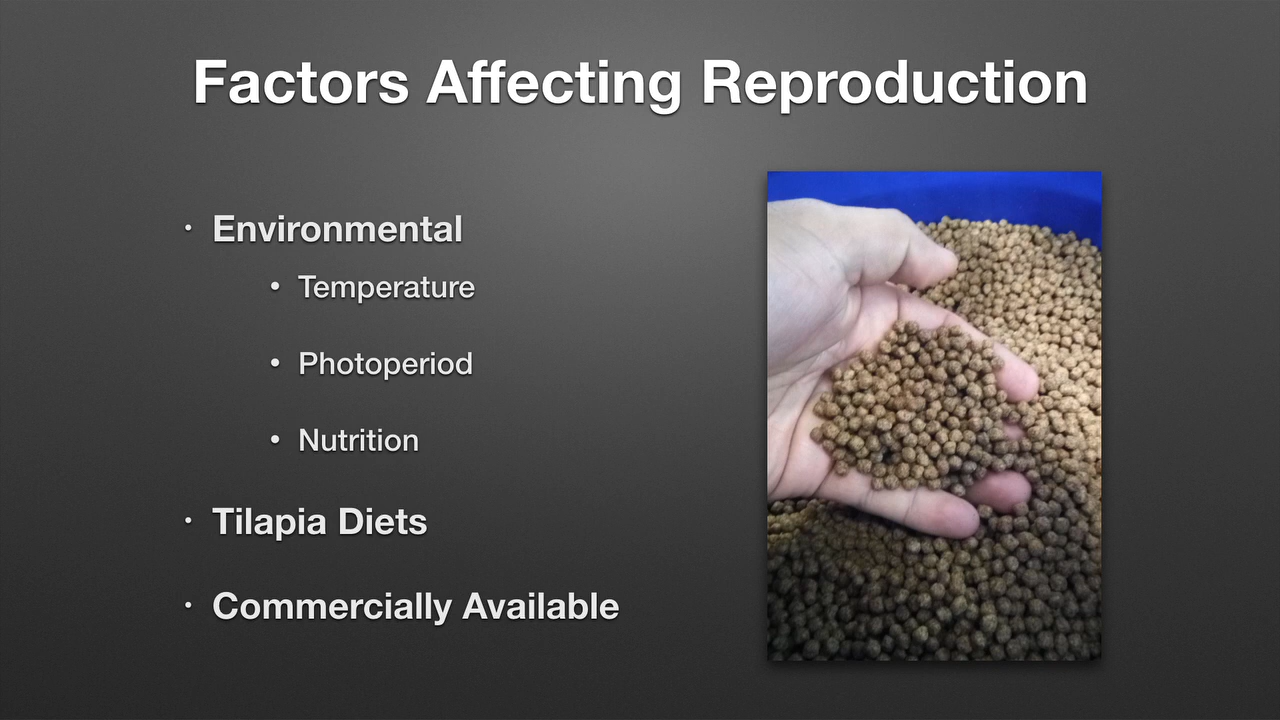 Factors Affecting Reproduction
• Environmental
• Temperature
• Photoperiod
• Nutrition
• Tilapia Diets
• Commercially Available